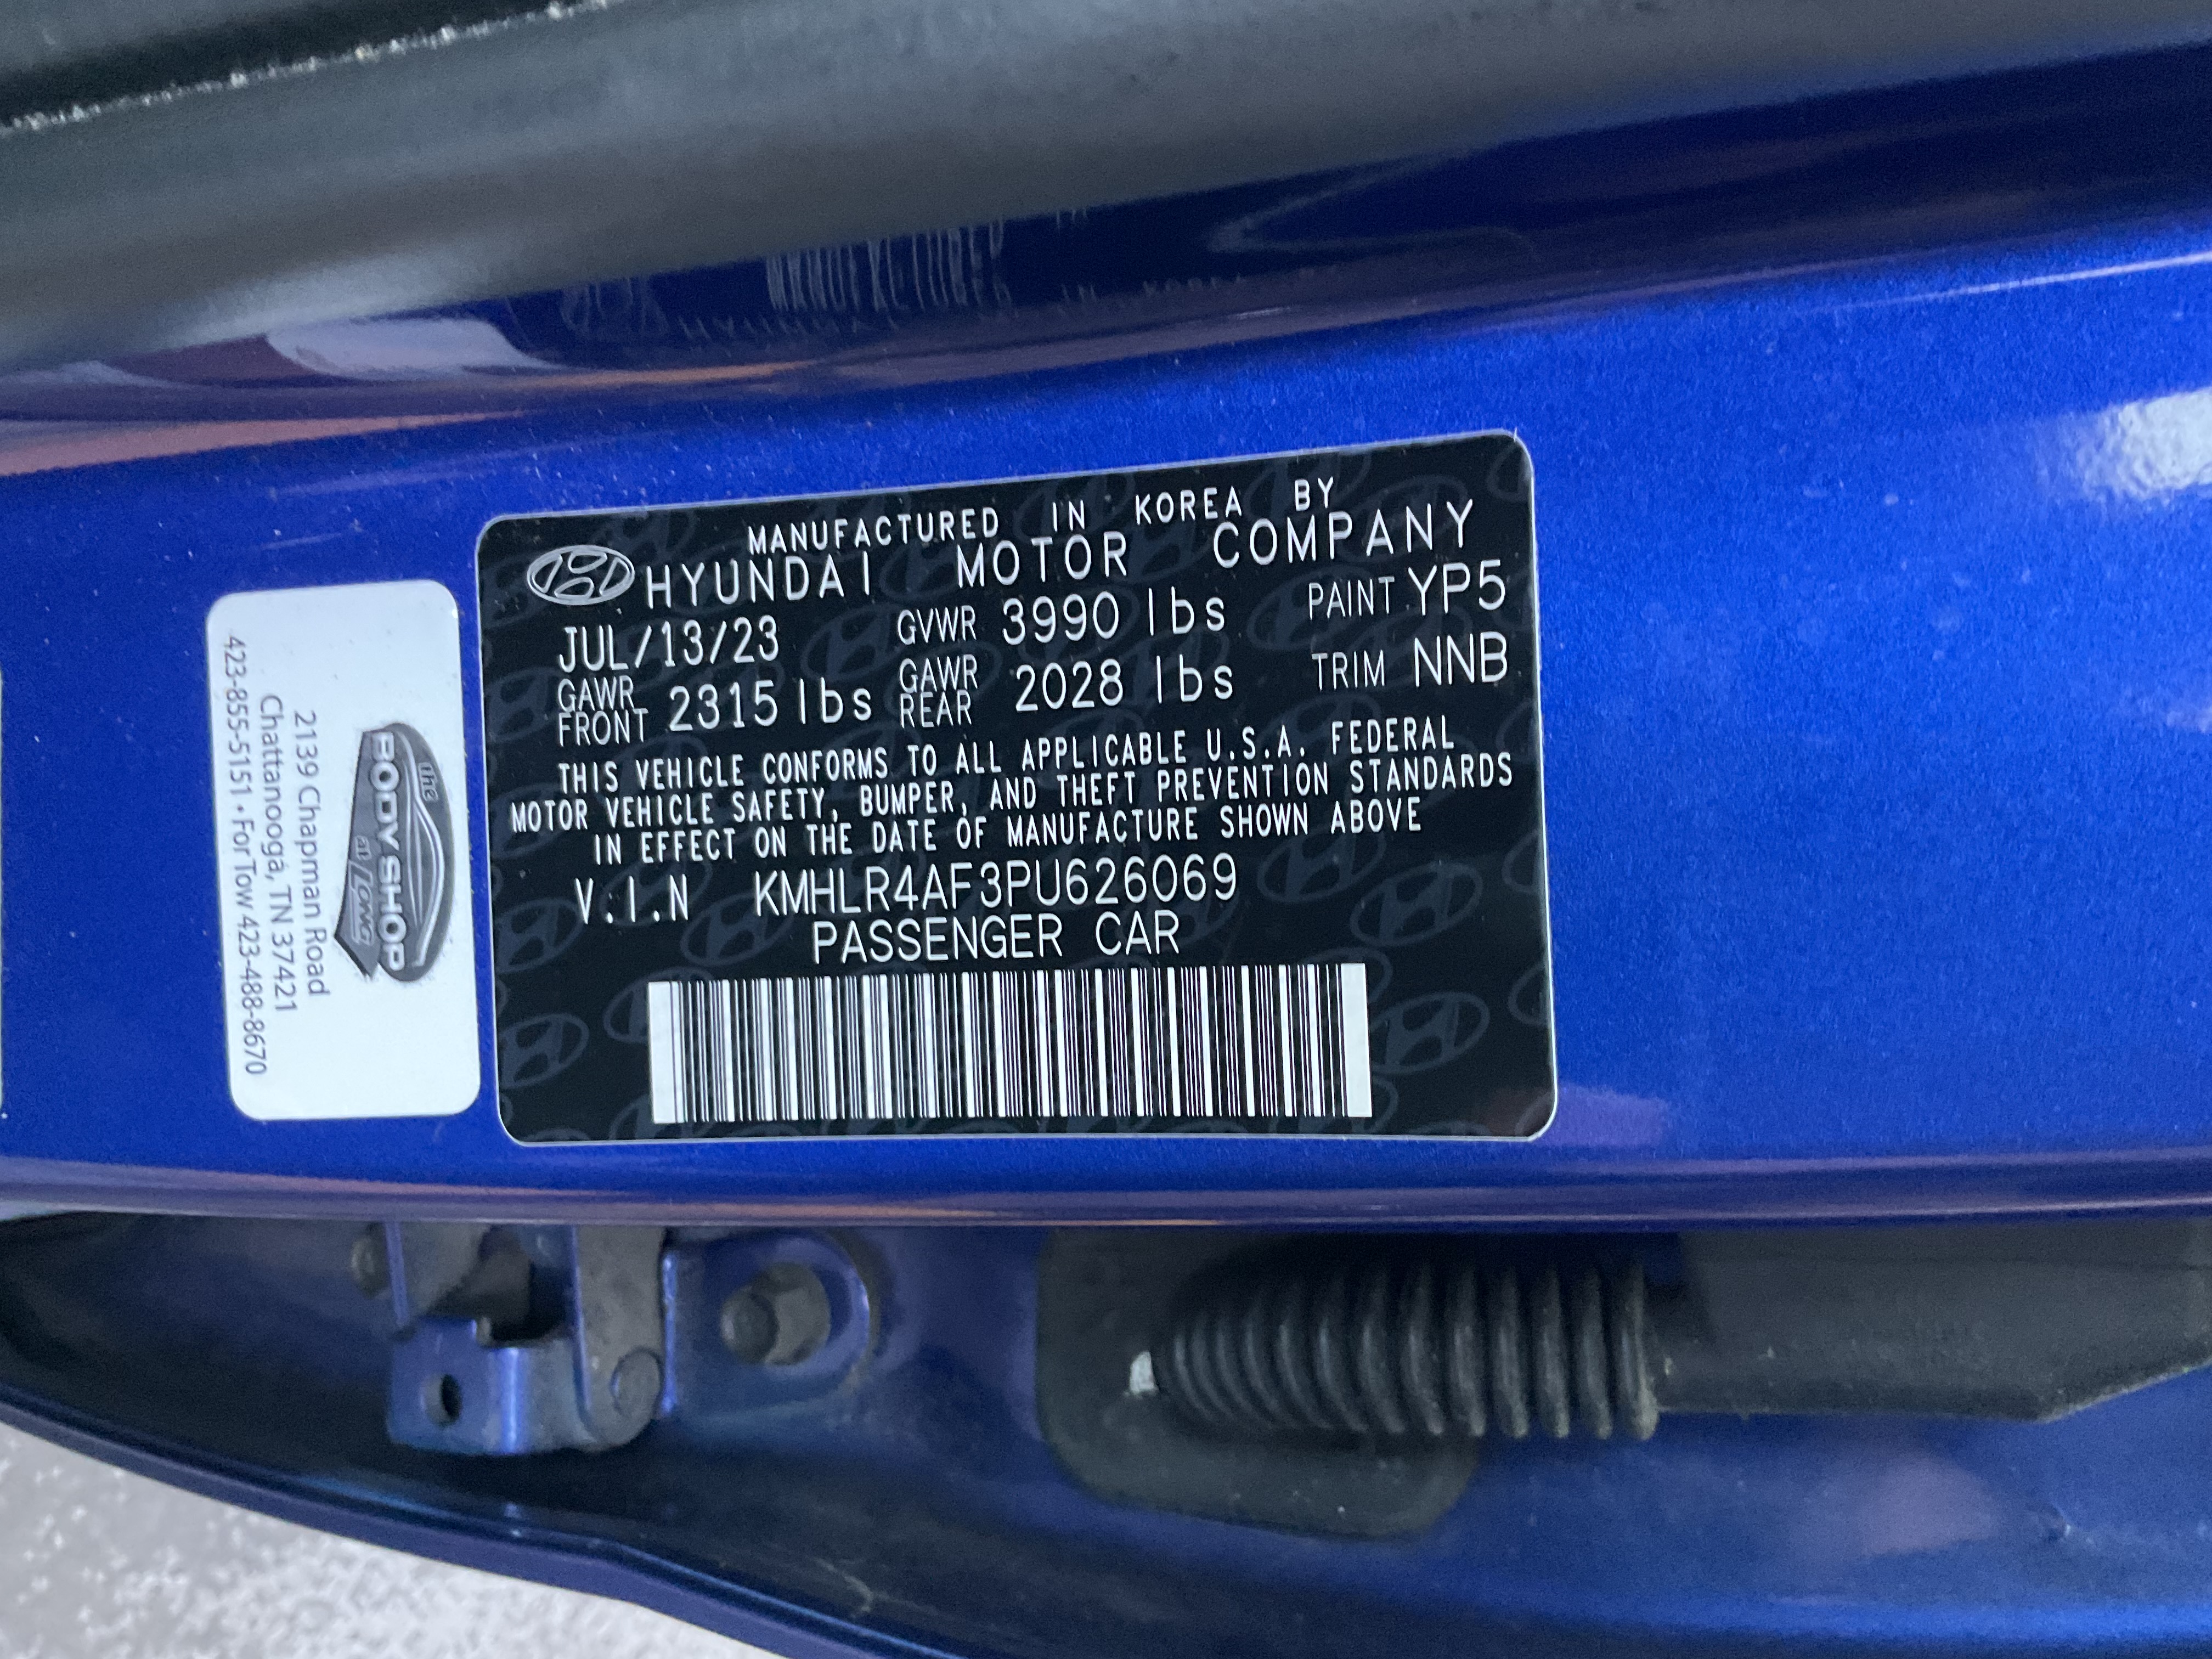 MANUFACTURED IN KOREA BY
HYUNDAI MOTOR COMPANY
JUL/13/23 GVWR 3990 lbs PAINT YP5
GAWR FRONT 2315 lbs GAWR REAR 2028 lbs TRIM NNB
THIS VEHICLE CONFORMS TO ALL APPLICABLE U.S.A. FEDERAL
MOTOR VEHICLE SAFETY, BUMPER, AND THEFT PREVENTION STANDARDS
IN EFFECT ON THE DATE OF MANUFACTURE SHOWN ABOVE
V.I.N KMHLR4AF3PU626069
PASSENGER CAR
the
BODY SHOP
at Long
2139 Chapman Road
Chattanooga, TN 37421
423-855-5151 • For Tow 423-488-8670